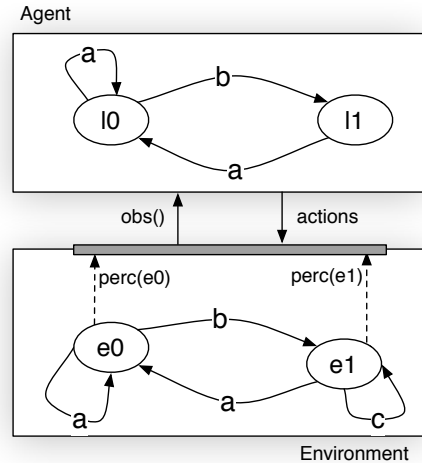 Agent
a
l0
b
l1
a
obs()
actions
perc(e0)
perc(e1)
b
e0
e1
a
a
c
Environment